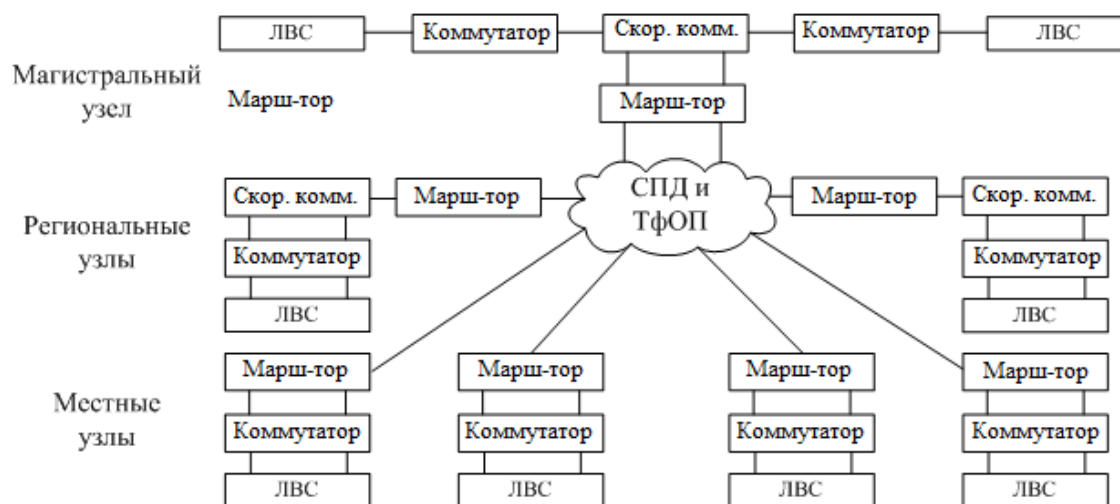 ЛВС Коммутатор Скор. комм. Коммутатор ЛВС
Магистральный
узел
Марш-тор Марш-тор
СПД и
ТфОП
Региональные
узлы
Скор. комм. Марш-тор Марш-тор Скор. комм.
Коммутатор Коммутатор
ЛВС ЛВС
Местные
узлы
Марш-тор Марш-тор Марш-тор Марш-тор
Коммутатор Коммутатор Коммутатор Коммутатор
ЛВС ЛВС ЛВС ЛВС